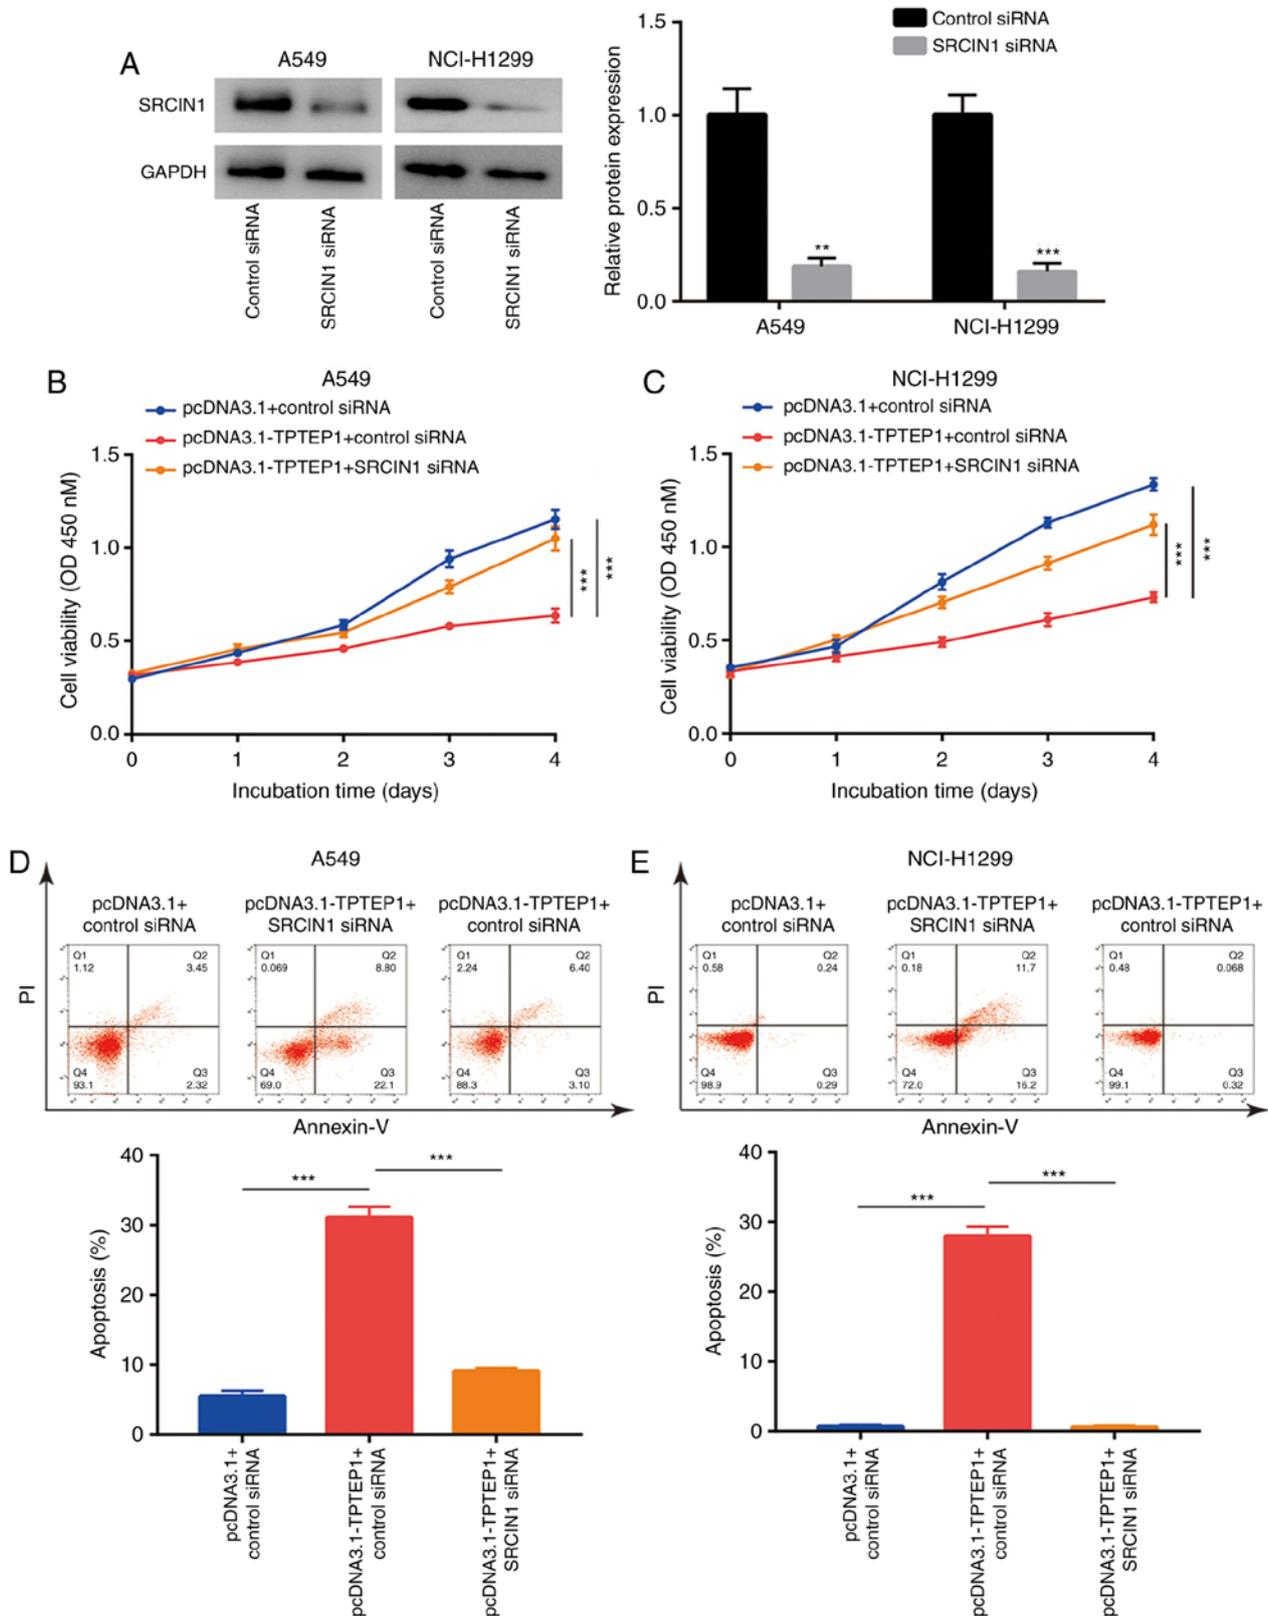 A
A549
NCI-H1299
SRCIN1
GAPDH
Control siRNA
SRCIN1 siRNA
Control siRNA
SRCIN1 siRNA
Control siRNA
SRCIN1 siRNA
Relative protein expression
1.5
1.0
0.5
0.0
**
***
A549
NCI-H1299
B
A549
pcDNA3.1+control siRNA
pcDNA3.1-TPTEP1+control siRNA
pcDNA3.1-TPTEP1+SRCIN1 siRNA
Cell viability (OD 450 nM)
1.5
1.0
0.5
0.0
***
***
0 1 2 3 4
Incubation time (days)
C
NCI-H1299
pcDNA3.1+control siRNA
pcDNA3.1-TPTEP1+control siRNA
pcDNA3.1-TPTEP1+SRCIN1 siRNA
Cell viability (OD 450 nM)
1.5
1.0
0.5
0.0
***
***
0 1 2 3 4
Incubation time (days)
D
A549
PI
pcDNA3.1+
control siRNA
Q1 Q2
1.12 3.45
Q4 Q3
93.1 2.32
pcDNA3.1-TPTEP1+
SRCIN1 siRNA
Q1 Q2
0.069 8.80
Q4 Q3
69.0 22.1
pcDNA3.1-TPTEP1+
control siRNA
Q1 Q2
2.24 6.40
Q4 Q3
88.3 3.10
Annexin-V
Apoptosis (%)
40
30
20
10
0
***
***
pcDNA3.1+
control siRNA
pcDNA3.1-TPTEP1+
control siRNA
pcDNA3.1-TPTEP1+
SRCIN1 siRNA
E
NCI-H1299
PI
pcDNA3.1+
control siRNA
Q1 Q2
0.58 0.24
Q4 Q3
98.9 0.29
pcDNA3.1-TPTEP1+
SRCIN1 siRNA
Q1 Q2
0.18 11.7
Q4 Q3
72.0 16.2
pcDNA3.1-TPTEP1+
control siRNA
Q1 Q2
0.48 0.068
Q4 Q3
99.1 0.32
Annexin-V
Apoptosis (%)
40
30
20
10
0
***
***
pcDNA3.1+
control siRNA
pcDNA3.1-TPTEP1+
control siRNA
pcDNA3.1-TPTEP1+
SRCIN1 siRNA